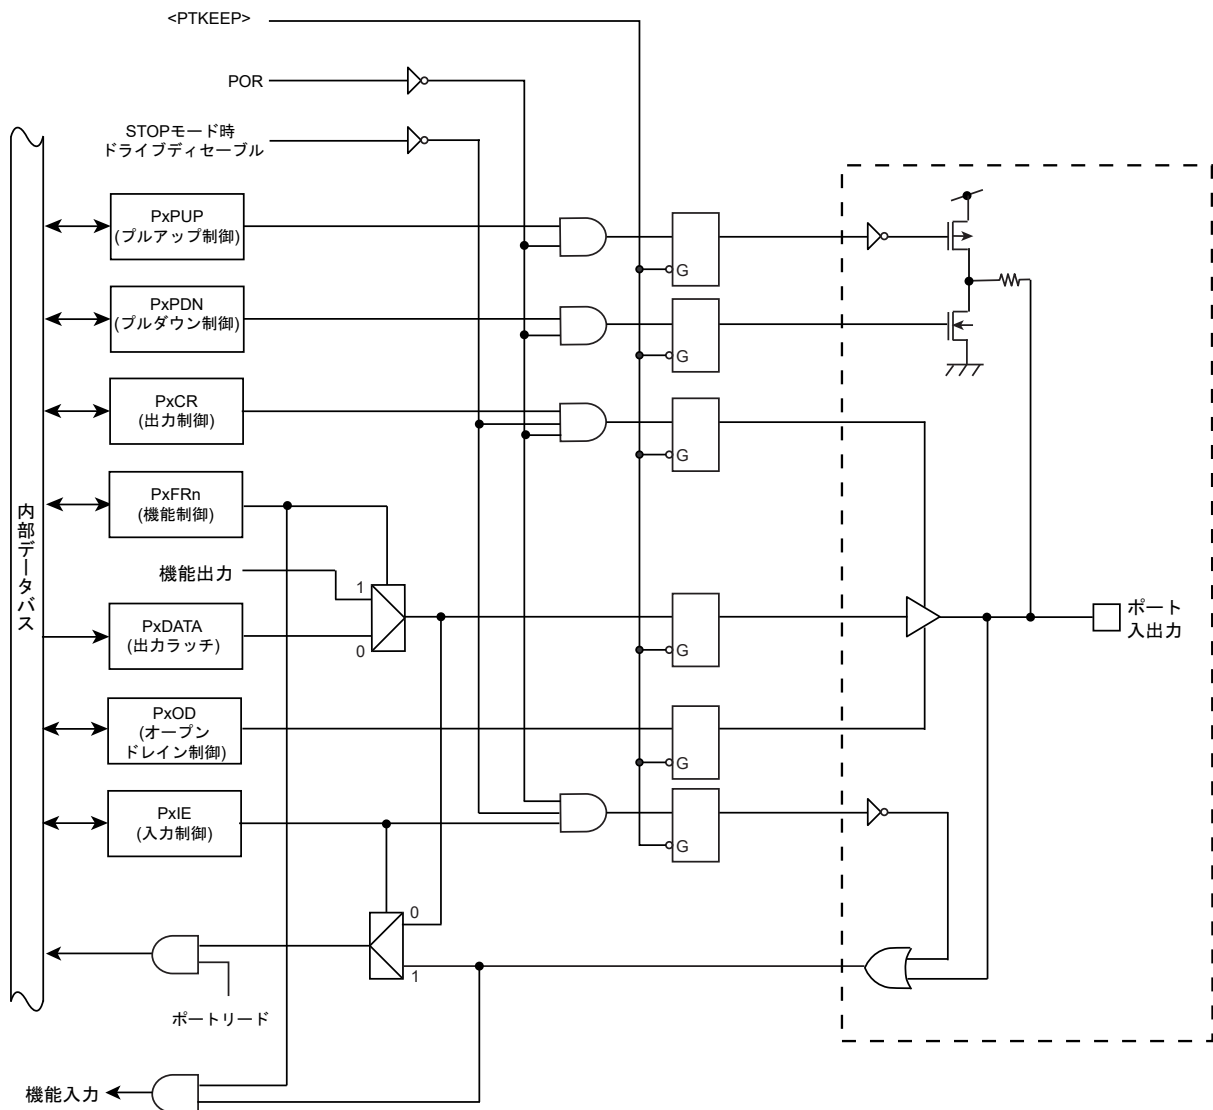 <PTKEEP>
POR
STOPモード時
ドライブディセーブル
PxPUP
(プルアップ制御)
G
PxPDN
(プルダウン制御)
G
PxCR
(出力制御)
G
内部データバス
PxFRn
(機能制御)
機能出力
1
0
PxDATA
(出力ラッチ)
G
ポート
入出力
PxOD
(オープン
ドレイン制御)
G
PxIE
(入力制御)
G
0
1
ポートリード
機能入力